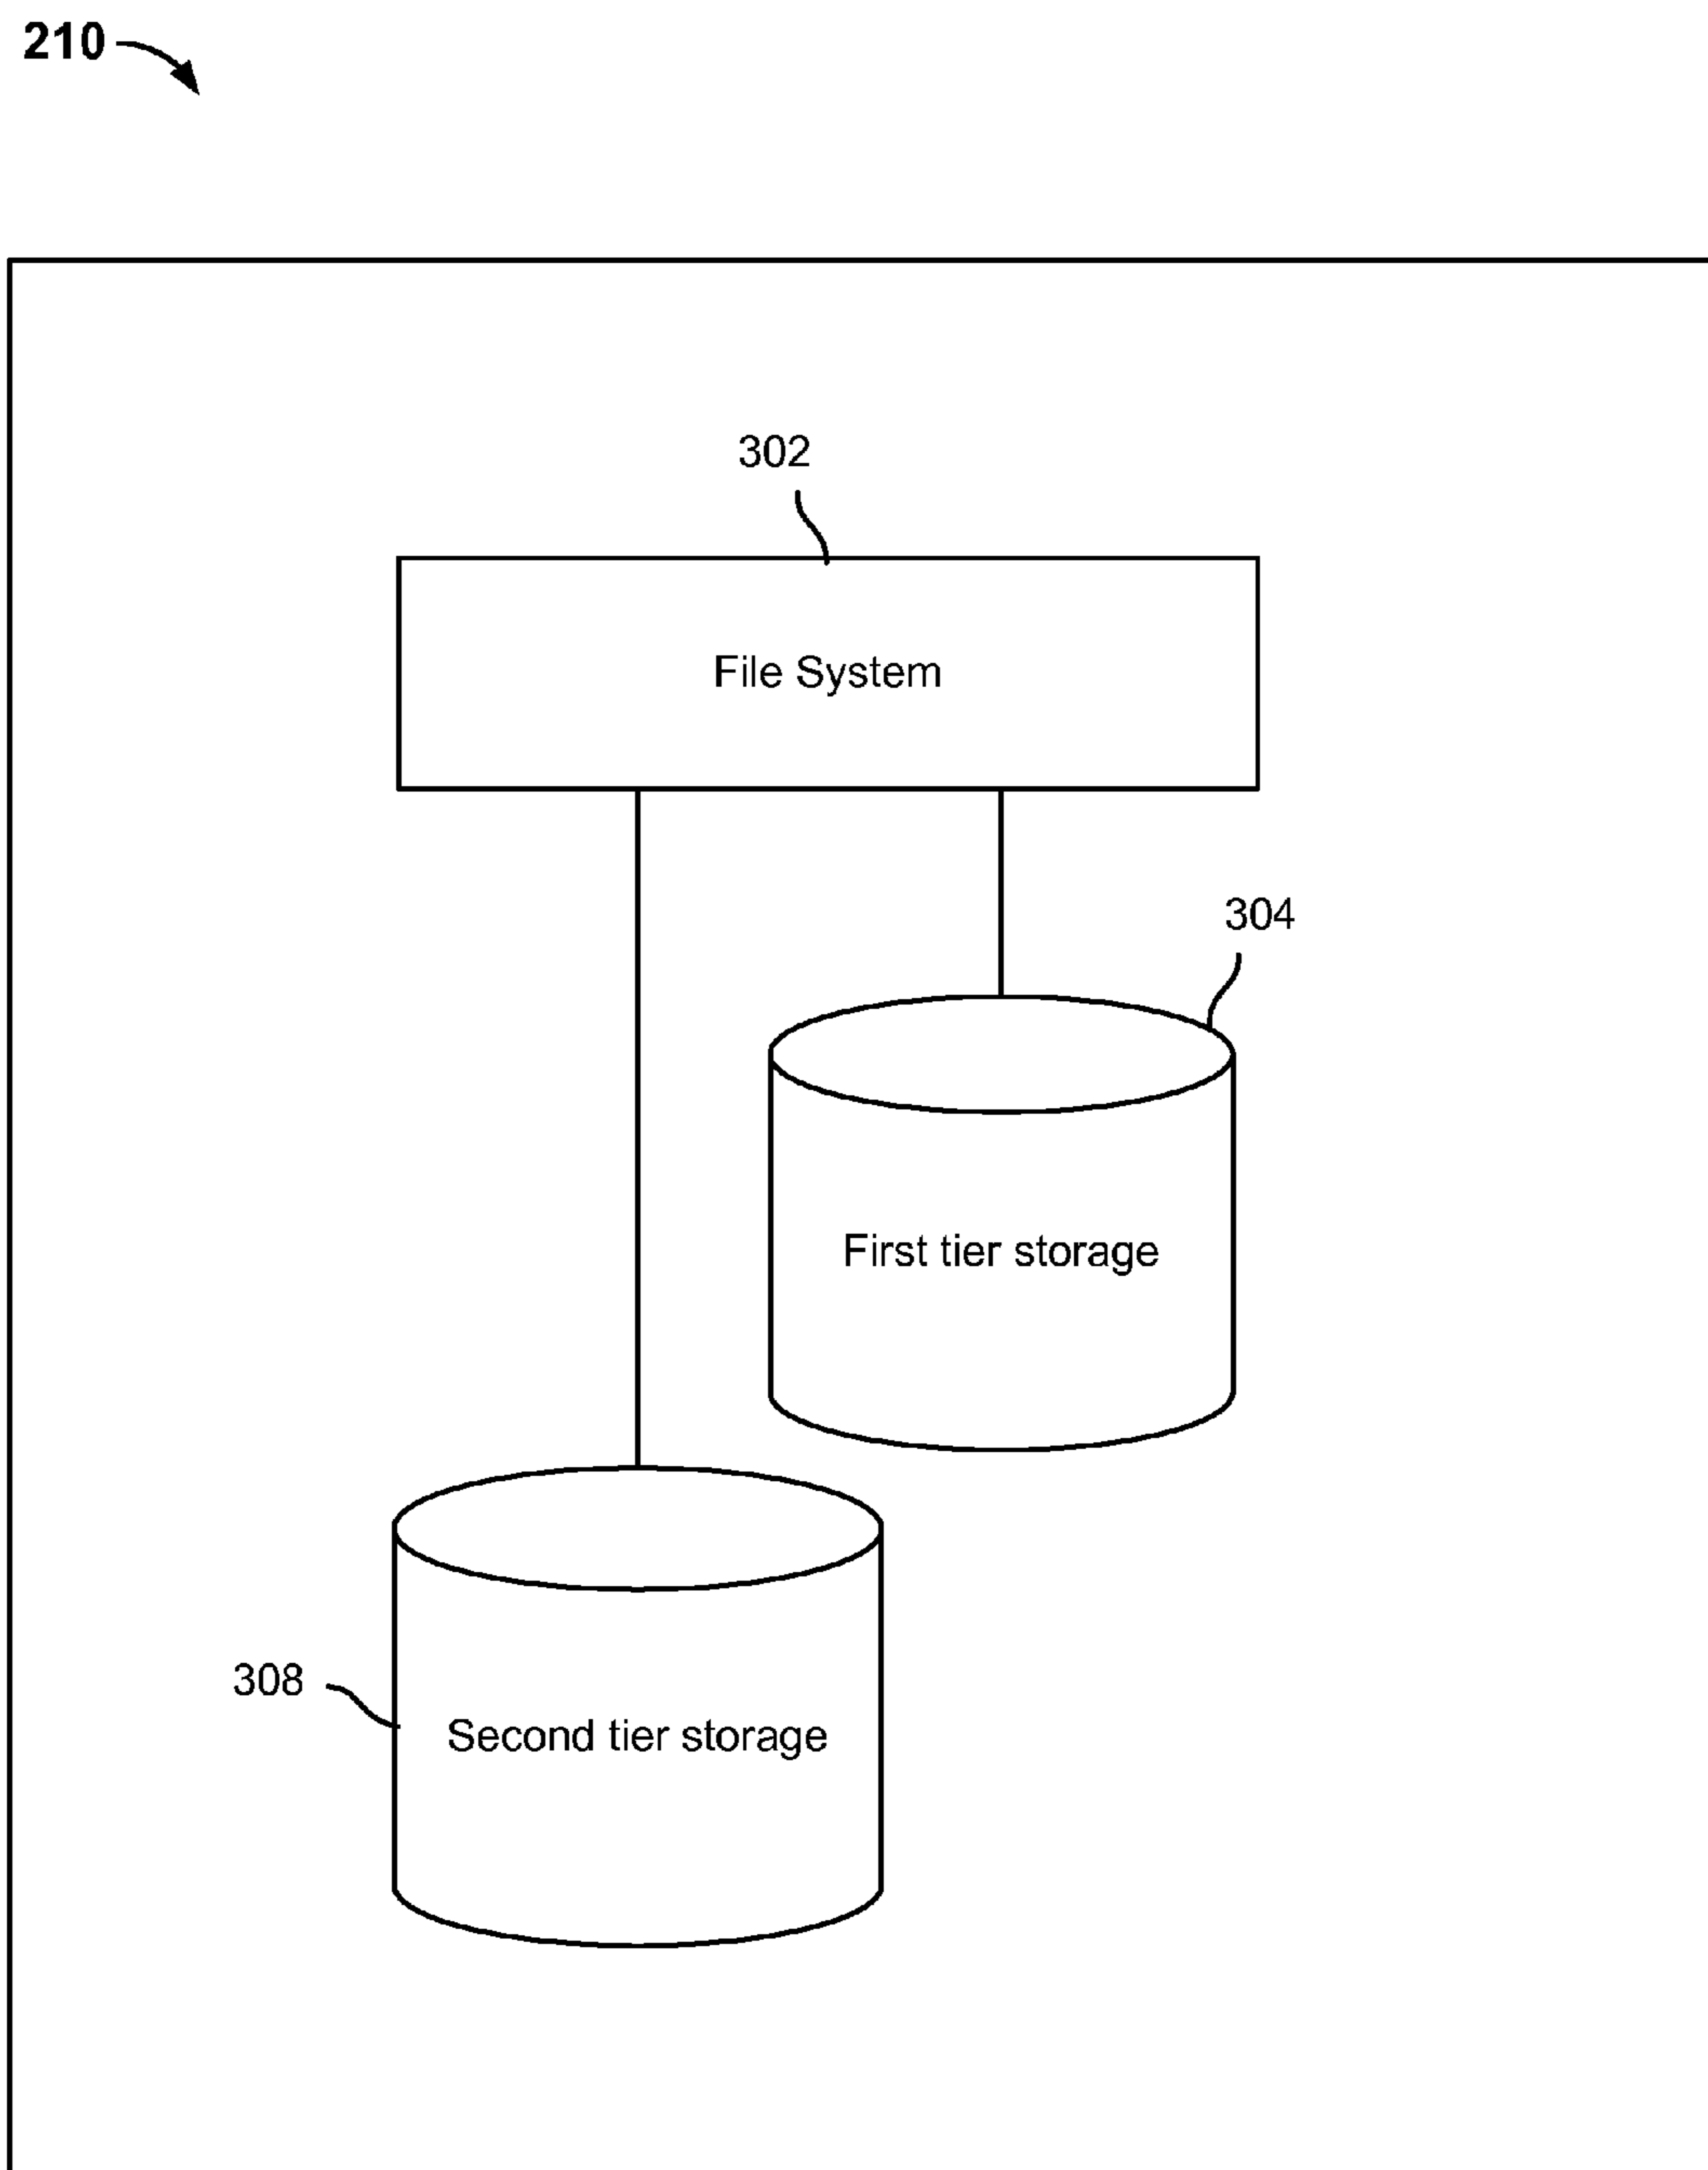 210
302
File System
304
First tier storage
308
Second tier storage